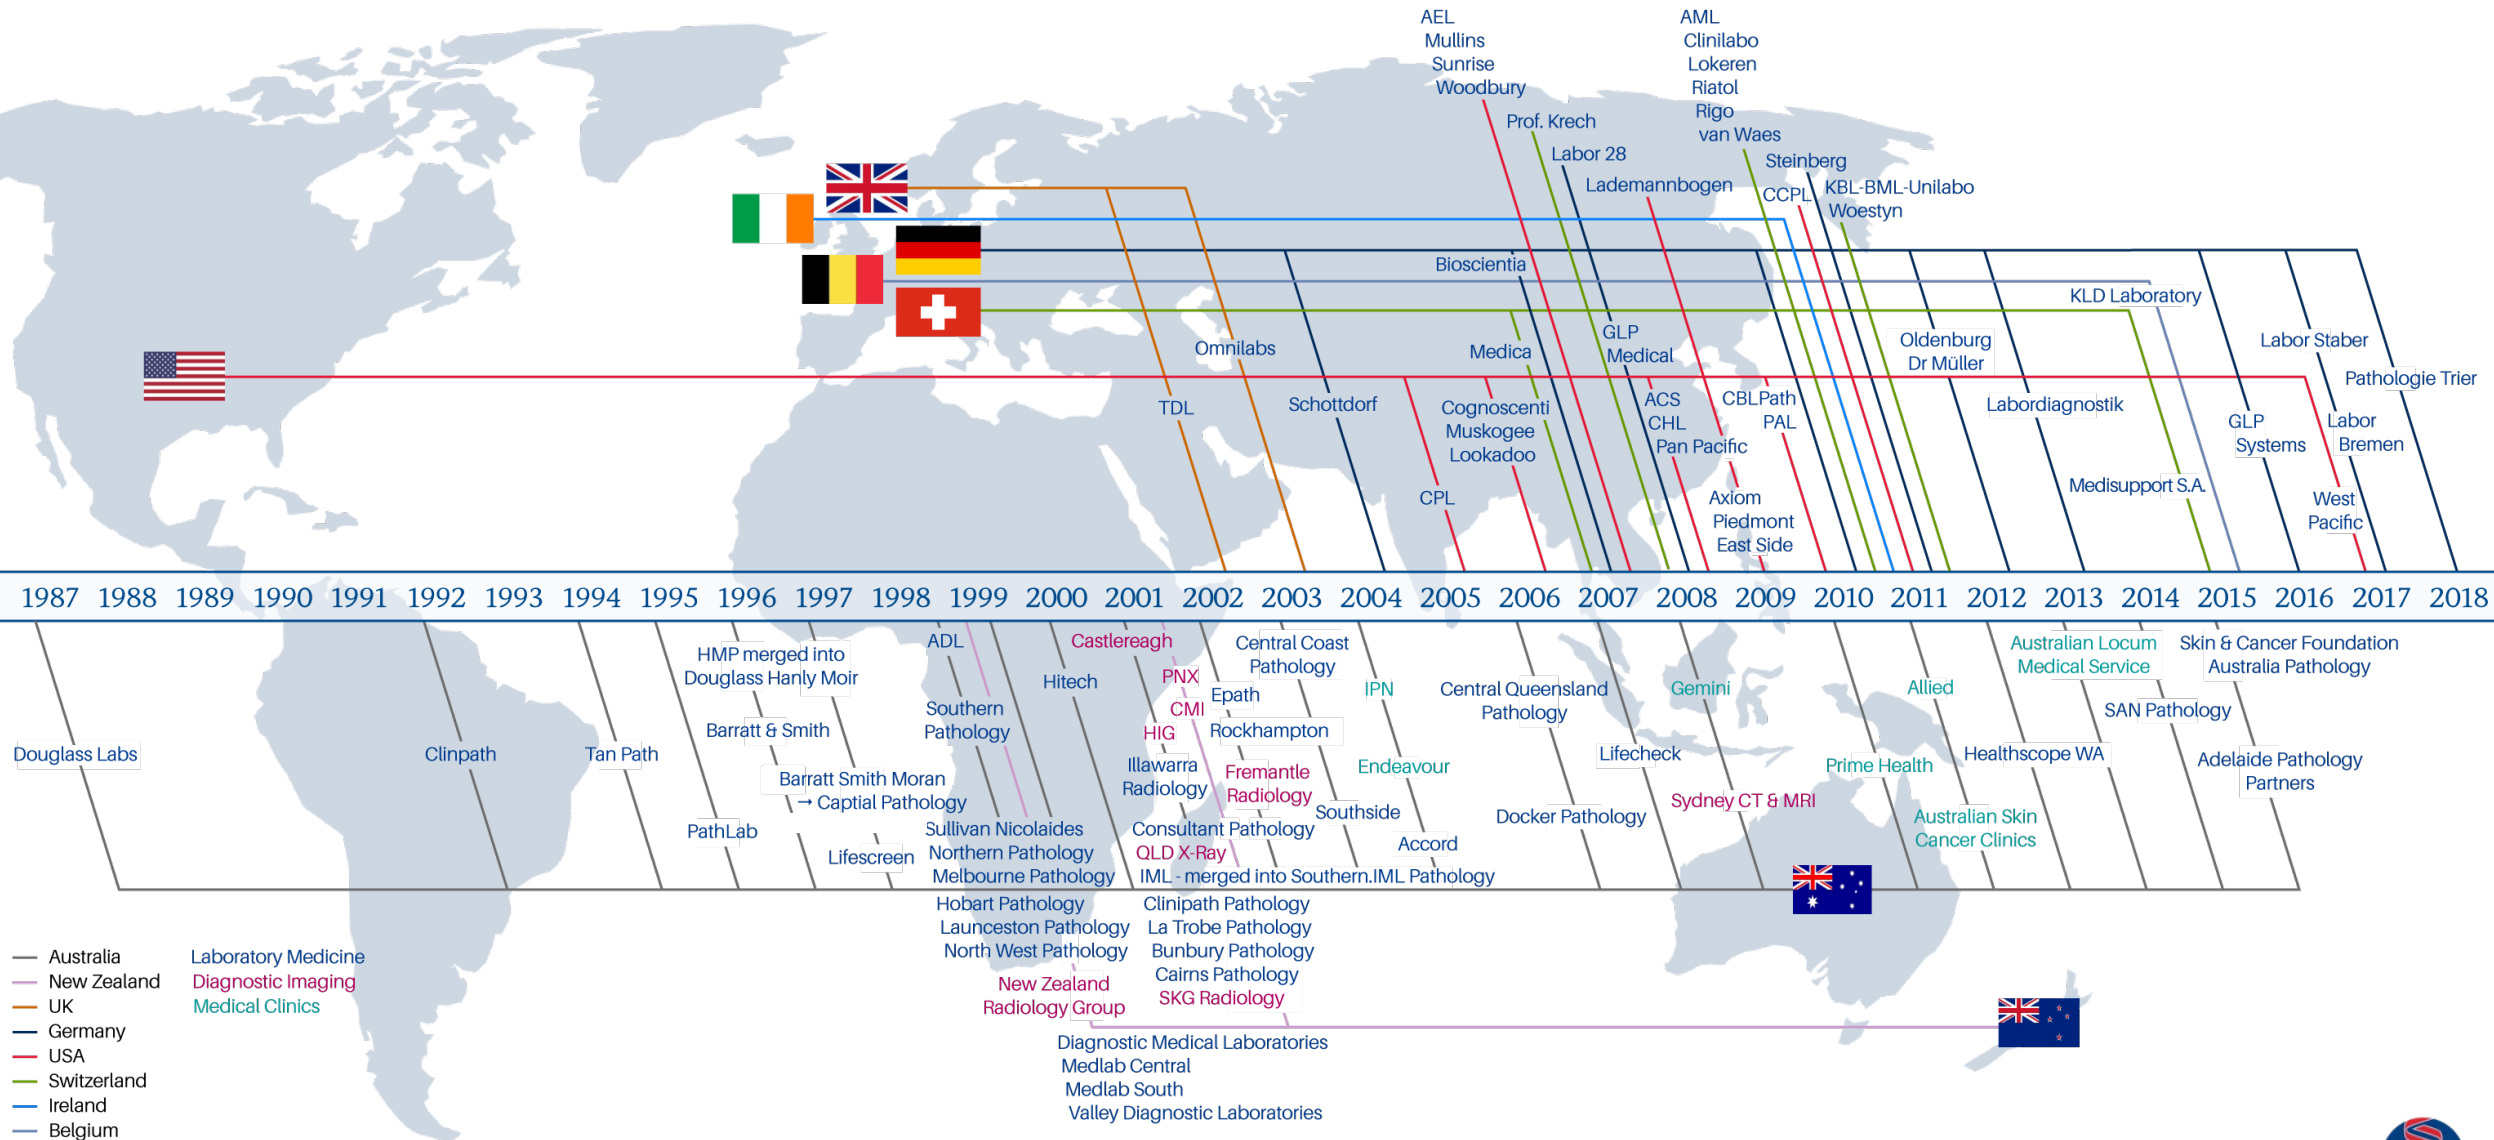 AEL
Mullins
Sunrise
Woodbury
AML
Clinilabo
Lokeren
Riatol
Rigo
van Waes
Prof. Krech
Labor 28
Lademannbogen
Steinberg
CCPL
KBL-BML-Unilabo
Woestyn
Bioscientia
KLD Laboratory
Omnilabs
Medica
GLP
Medical
Oldenburg
Dr Müller
Labor Staber
Pathologie Trier
TDL
Schottdorf
Cognoscenti
Muskogee
Lookadoo
ACS
CHL
Pan Pacific
CBLPath
PAL
Labordiagnostik
GLP
Systems
Labor
Bremen
CPL
Axiom
Piedmont
East Side
Medisupport S.A.
West
Pacific
1987 1988 1989 1990 1991 1992 1993 1994 1995 1996 1997 1998 1999 2000 2001 2002 2003 2004 2005 2006 2007 2008 2009 2010 2011 2012 2013 2014 2015 2016 2017 2018
Douglass Labs
Clinpath
Tan Path
HMP merged into
Douglass Hanly Moir
Barratt & Smith
Barratt Smith Moran
→ Captial Pathology
PathLab
Lifescreen
ADL
Southern
Pathology
Sullivan Nicolaides
Northern Pathology
Melbourne Pathology
Hobart Pathology
Launceston Pathology
North West Pathology
New Zealand
Radiology Group
Hitech
Castlereagh
PNX
CMI
HIG
Illawarra
Radiology
Epath
Rockhampton
Fremantle
Radiology
Consultant Pathology
QLD X-Ray
IML - merged into Southern.IML Pathology
Clinipath Pathology
La Trobe Pathology
Bunbury Pathology
Cairns Pathology
SKG Radiology
Diagnostic Medical Laboratories
Medlab Central
Medlab South
Valley Diagnostic Laboratories
Central Coast
Pathology
Southside
IPN
Endeavour
Accord
Central Queensland
Pathology
Docker Pathology
Lifecheck
Gemini
Sydney CT & MRI
Prime Health
Allied
Australian Skin
Cancer Clinics
Healthscope WA
Australian Locum
Medical Service
SAN Pathology
Skin & Cancer Foundation
Australia Pathology
Adelaide Pathology
Partners
Australia
New Zealand
UK
Germany
USA
Switzerland
Ireland
Belgium
Laboratory Medicine
Diagnostic Imaging
Medical Clinics